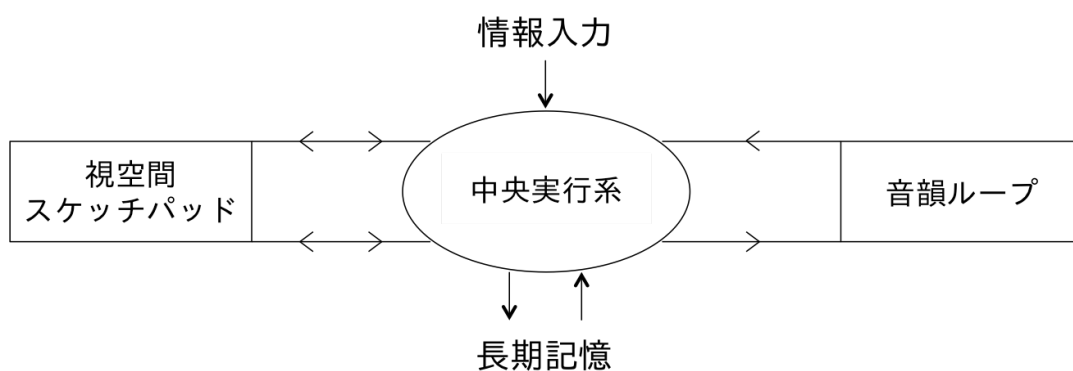 情報入力
視空間
スケッチパッド
中央実行系
音韻ループ
長期記憶